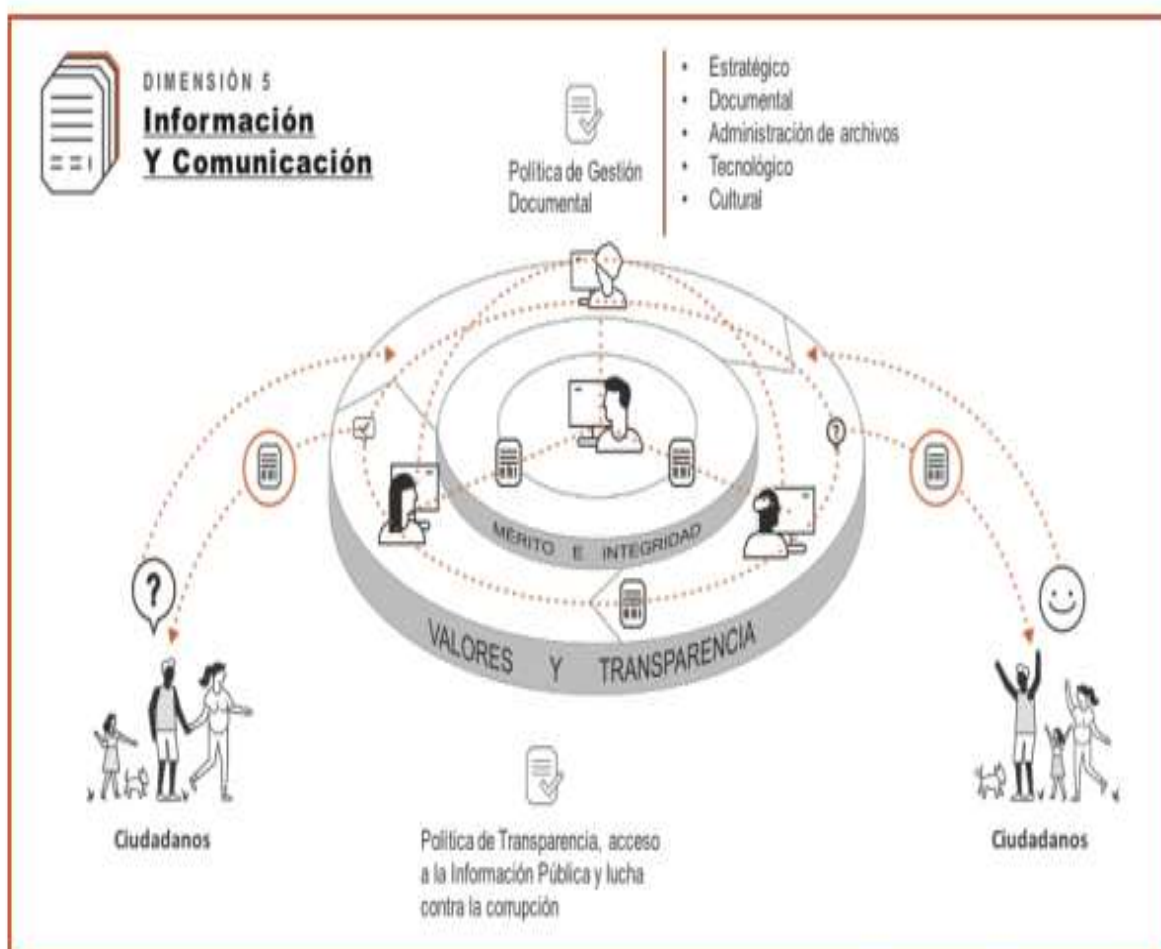 DIMENSIÓN 5
Información
Y Comunicación
Política de Gestión
Documental
• Estratégico
• Documental
• Administración de archivos
• Tecnológico
• Cultural
?
?
MÉRITO E INTEGRIDAD
VALORES Y TRANSPARENCIA
Ciudadanos
Ciudadanos
Política de Transparencia, acceso
a la Información Pública y lucha
contra la corrupción